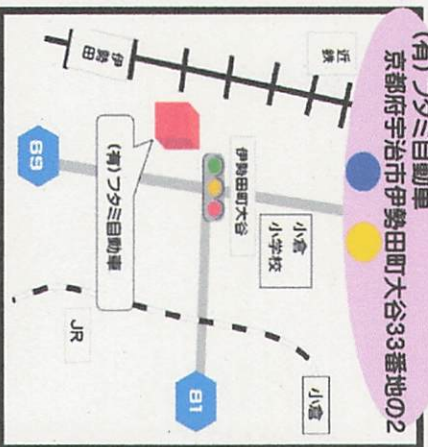 (有)フタミ自動車
京都府宇治市伊勢田町大谷33番地の2
近鉄
伊勢田
伊勢田町大谷
小倉
小学校
(有)フタミ自動車
69
81
JR
小倉